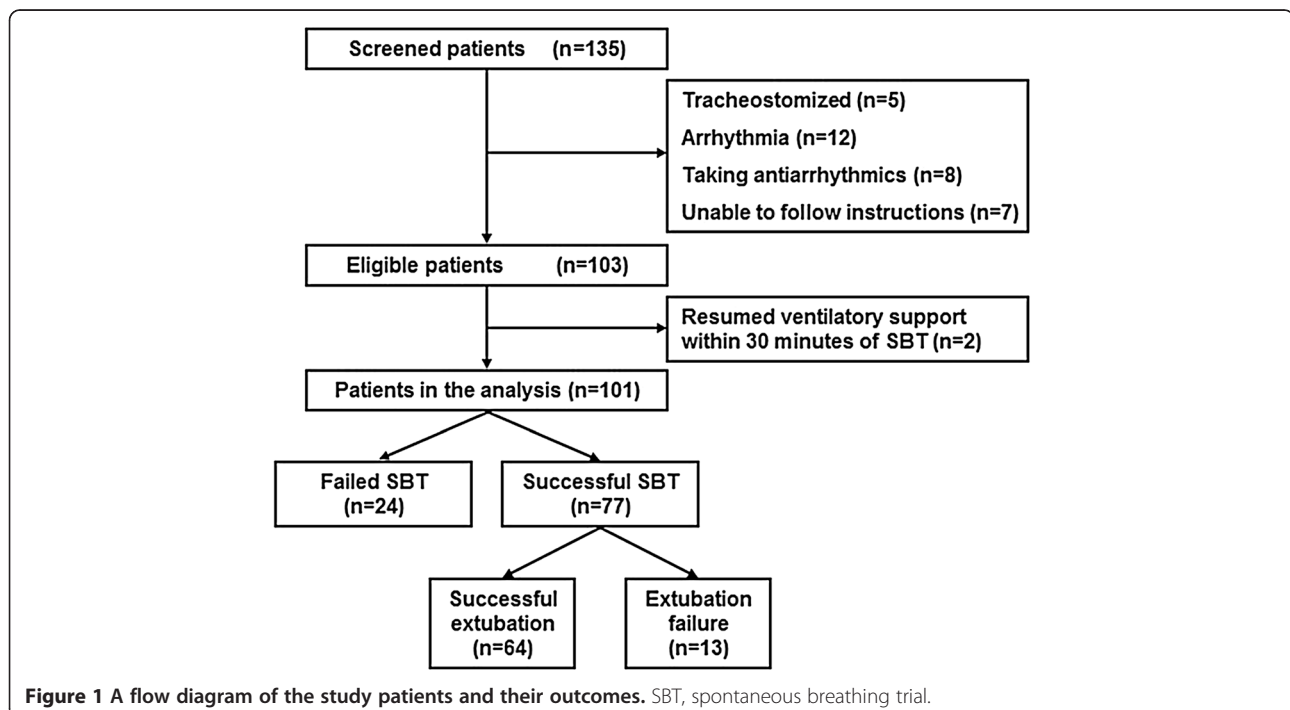 Screened patients (n=135)
Tracheostomized (n=5)
Arrhythmia (n=12)
Taking antiarrhythmics (n=8)
Unable to follow instructions (n=7)
Eligible patients (n=103)
Resumed ventilatory support
within 30 minutes of SBT (n=2)
Patients in the analysis (n=101)
Failed SBT
(n=24)
Successful SBT
(n=77)
Successful
extubation
(n=64)
Extubation
failure
(n=13)
Figure 1 A flow diagram of the study patients and their outcomes. SBT, spontaneous breathing trial.